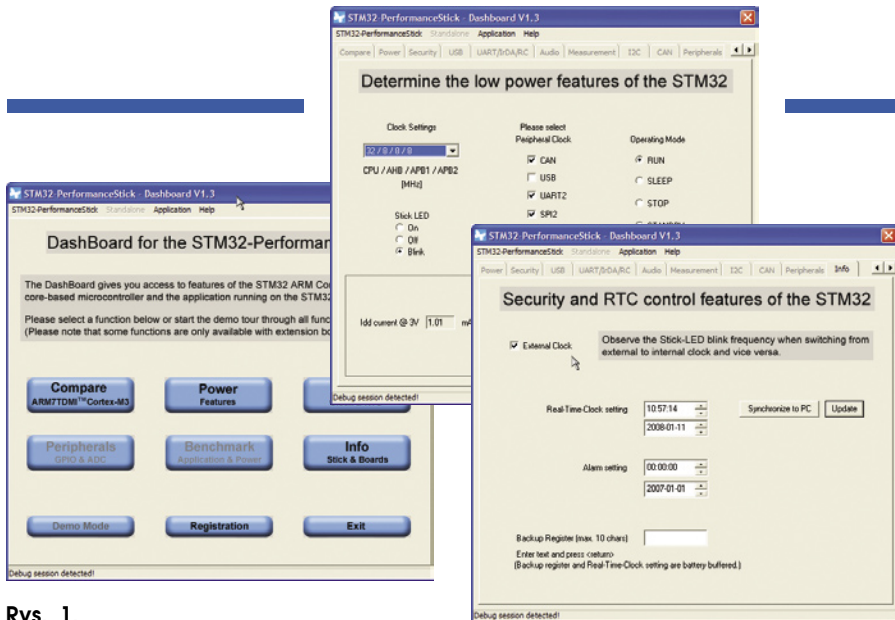 STM32-PerformanceStick - Dashboard V1.3
STM32-PerformanceStick Standalone Application Help
Compare Power Security USB UART/IrDA/RC Audio Measurement I2C CAN Peripherals
Determine the low power features of the STM32
Clock Settings
32 / 8 / 8 / 8
CPU / AHB / APB1 / APB2
[MHz]
Stick LED
On
Off
Blink
Please select
Peripheral Clock
CAN
USB
UART2
SPI2
Operating Mode
RUN
SLEEP
STOP
Idd current @ 3V 1.01
Debug session detected!
STM32-PerformanceStick - Dashboard V1.3
STM32-PerformanceStick Standalone Application Help
DashBoard for the STM32-Perform
The DashBoard gives you access to features of the STM32 ARM Co
core-based microcontroller and the application running on the STM32
Please select a function below or start the demo tour through all func
(Please note that some functions are only available with extension bo
Compare
ARM7TDMI™Cortex-M3
Power
Features
Peripherals
GPIO & ADC
Benchmark
Application & Power
Info
Stick & Boards
Demo Mode
Registration
Exit
Debug session detected!
STM32-PerformanceStick - Dashboard V1.3
STM32-PerformanceStick Standalone Application Help
Power Security USB UART/IrDA/RC Audio Measurement I2C CAN Peripherals Info
Security and RTC control features of the STM32
External Clock
Observe the Stick-LED blink frequency when switching from
external to internal clock and vice versa.
Real-Time-Clock setting 10:57:14 Synchronize to PC Update
2008-01-11
Alarm setting 00:00:00
2007-01-01
Backup Register (max. 10 chars)
Enter text and press <return>
(Backup register and Real-Time-Clock setting are battery buffered.)
Debug session detected!
Rys. 1